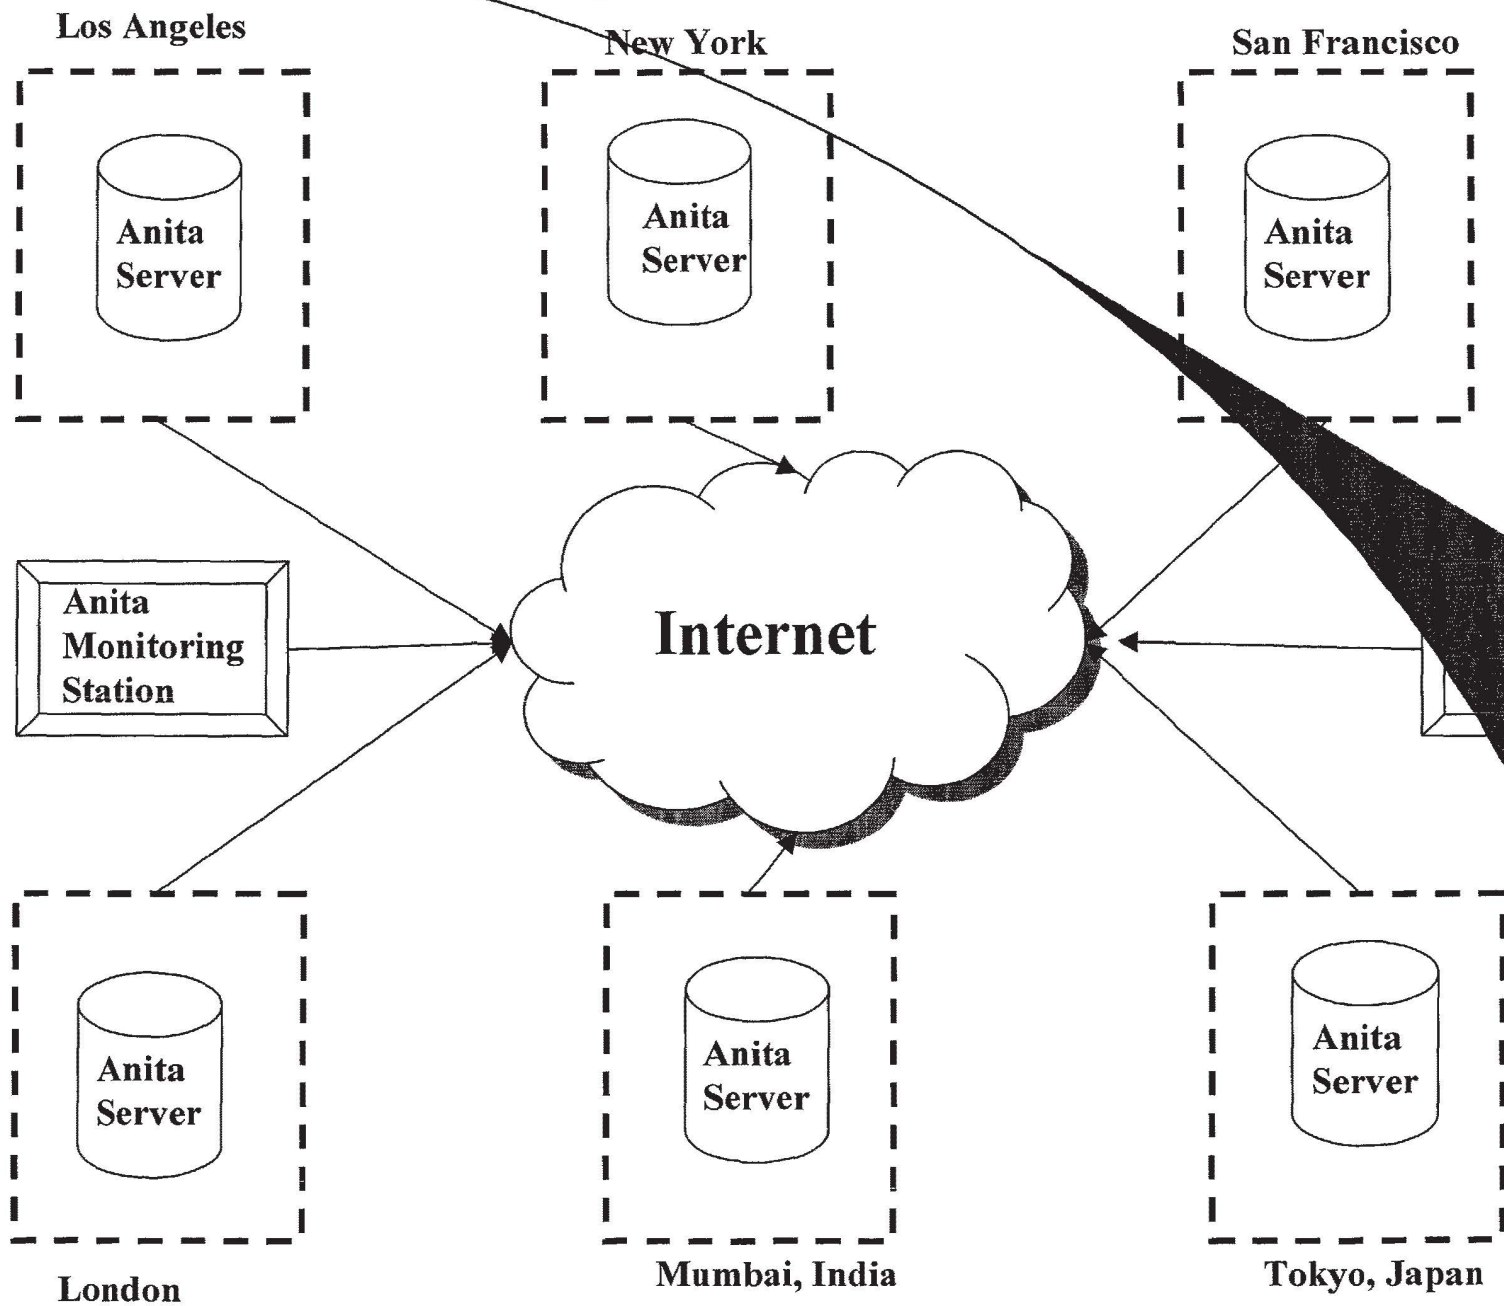 Los Angeles
New York
San Francisco
Anita
Server
Anita
Server
Anita
Server
Anita
Monitoring
Station
Internet
Anita
Server
Anita
Server
Anita
Server
London
Mumbai, India
Tokyo, Japan